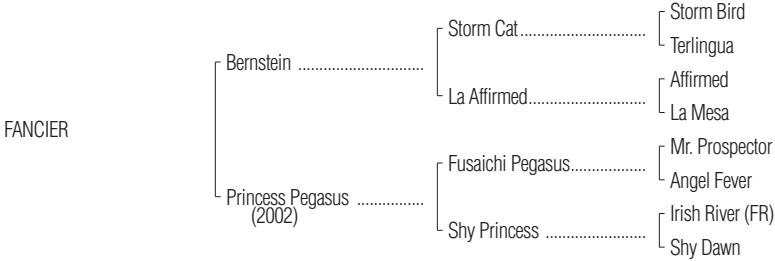 Storm Bird
Storm Cat..............................
Terlingua
Bernstein ..............................
Affirmed
La Affirmed............................
La Mesa
FANCIER
Mr. Prospector
Fusaichi Pegasus..................
Angel Fever
Princess Pegasus ................
(2002)
Irish River (FR)
Shy Princess ........................
Shy Dawn